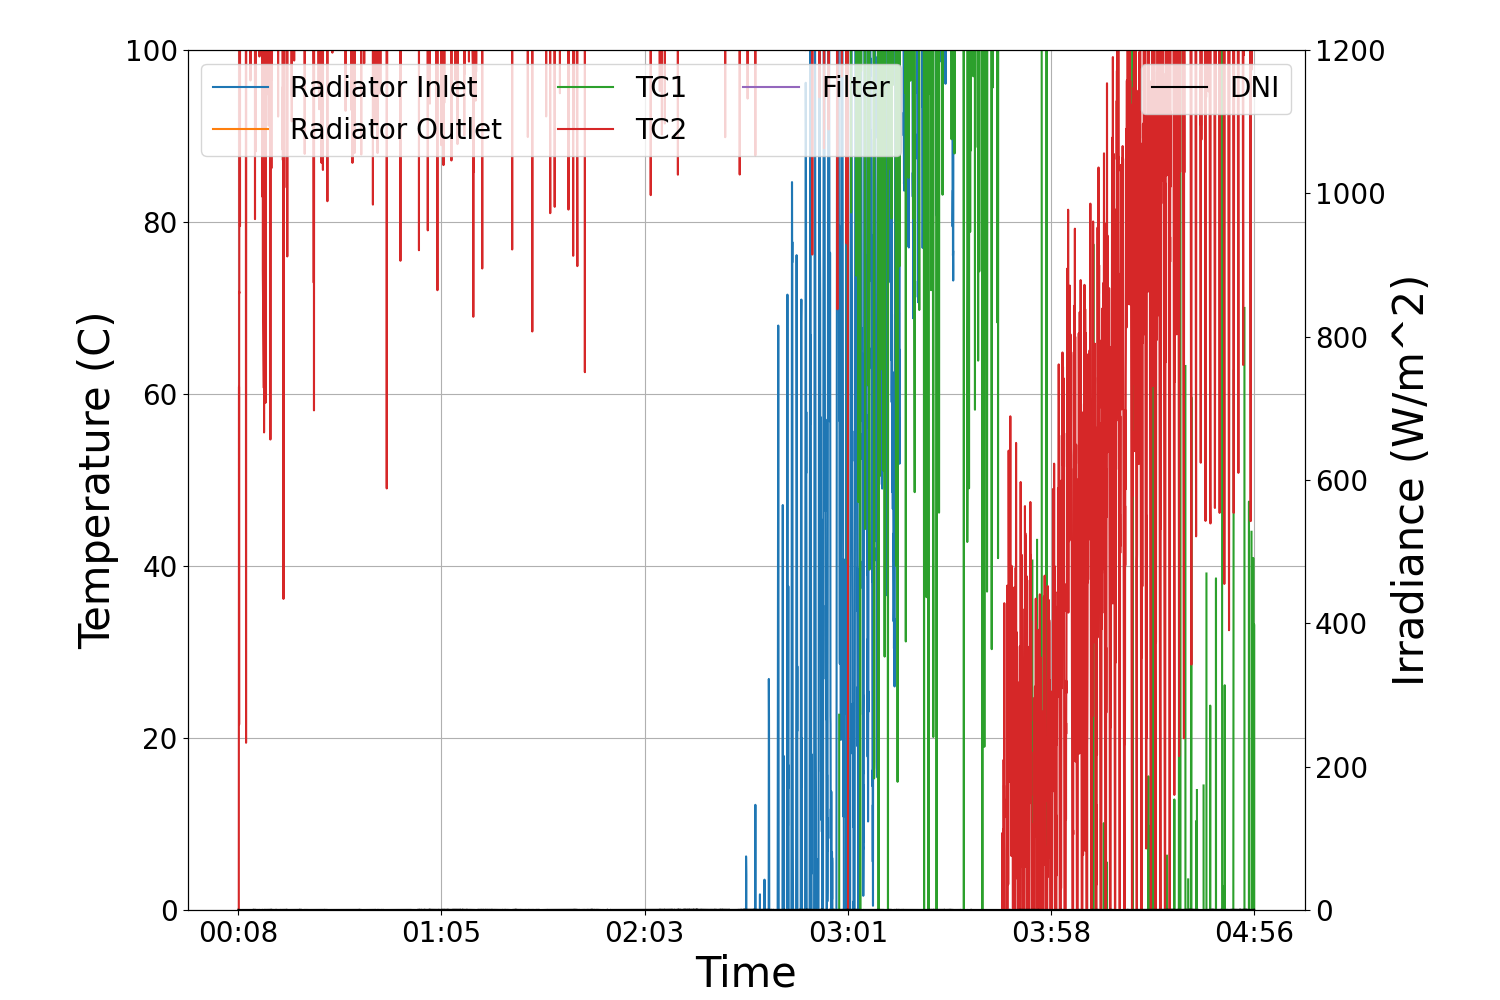 100
80
60
40
20
0
Temperature (C)
Radiator Inlet
Radiator Outlet
TC1
TC2
Filter
DNI
1200
1000
800
600
400
200
0
Irradiance (W/m^2)
00:08
01:05
02:03
03:01
03:58
04:56
Time